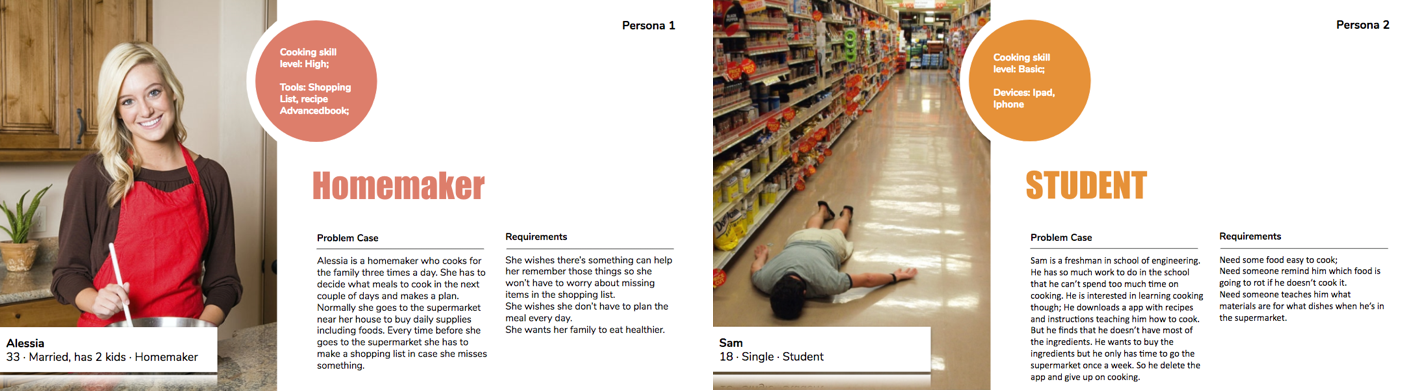 Persona 1
Cooking skill
level: High;
Tools: Shopping
List, recipe
Advancedbook;
Homemaker
Problem Case
Alessia is a homemaker who cooks for
the family three times a day. She has to
decide what meals to cook in the next
couple of days and makes a plan.
Normally she goes to the supermarket
near her house to buy daily supplies
including foods. Every time before she
goes to the supermarket she has to
make a shopping list in case she misses
something.
Requirements
She wishes there's something can help
her remember those things so she
won't have to worry about missing
items in the shopping list.
She wishes she don't have to plan the
meal every day.
She wants her family to eat healthier.
Alessia
33 · Married, has 2 kids · Homemaker
Persona 2
Cooking skill
level: Basic;
Devices: Ipad,
Iphone
STUDENT
Problem Case
Sam is a freshman in school of engineering.
He has so much work to do in the school
that he can't spend too much time on
cooking. He is interested in learning cooking
though; He downloads a app with recipes
and instructions teaching him how to cook.
But he finds that he doesn't have most of
the ingredients. He wants to buy the
ingredients but he only has time to go the
supermarket once a week. So he delete the
app and give up on cooking.
Requirements
Need some food easy to cook;
Need someone remind him which food is
going to rot if he doesn't cook it.
Need someone teaches him what
materials are for what dishes when he's in
the supermarket.
Sam
18 · Single · Student